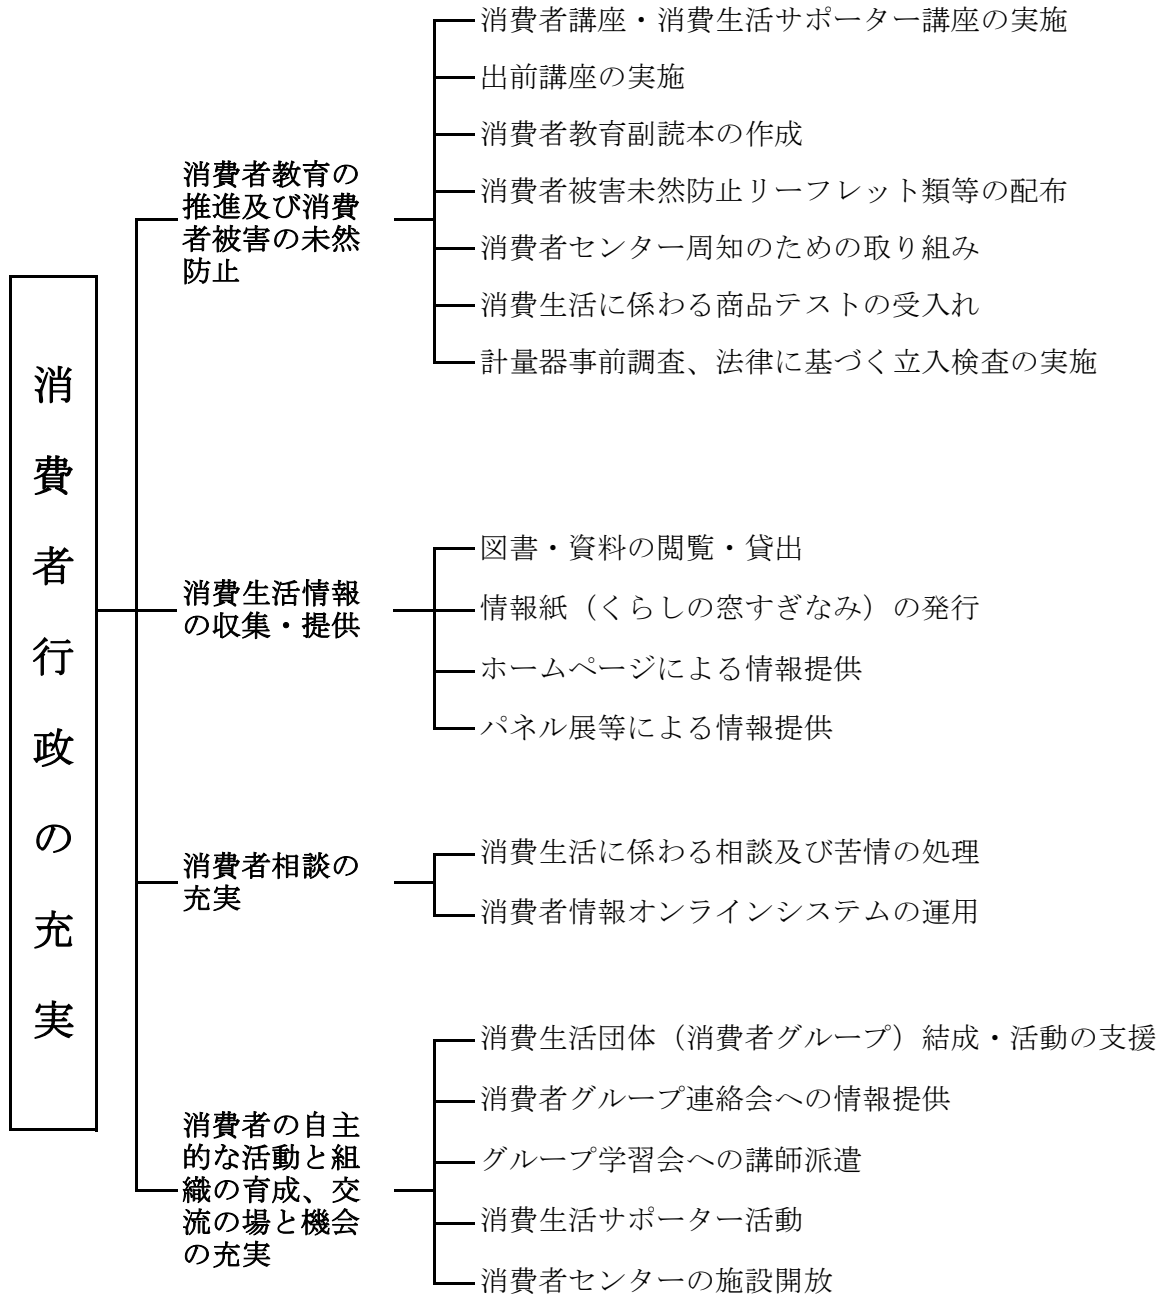 消費者行政の充実
消費者教育の
推進及び消費
者被害の未然
防止
消費者講座・消費生活サポーター講座の実施
出前講座の実施
消費者教育副読本の作成
消費者被害未然防止リーフレット類等の配布
消費者センター周知のための取り組み
消費生活に係わる商品テストの受入れ
計量器事前調査、法律に基づく立入検査の実施
消費生活情報
の収集・提供
図書・資料の閲覧・貸出
情報紙（くらしの窓すぎなみ）の発行
ホームページによる情報提供
パネル展等による情報提供
消費者相談の
充実
消費生活に係わる相談及び苦情の処理
消費者情報オンラインシステムの運用
消費者の自主
的な活動と組
織の育成、交
流の場と機会
の充実
消費生活団体（消費者グループ）結成・活動の支援
消費者グループ連絡会への情報提供
グループ学習会への講師派遣
消費生活サポーター活動
消費者センターの施設開放